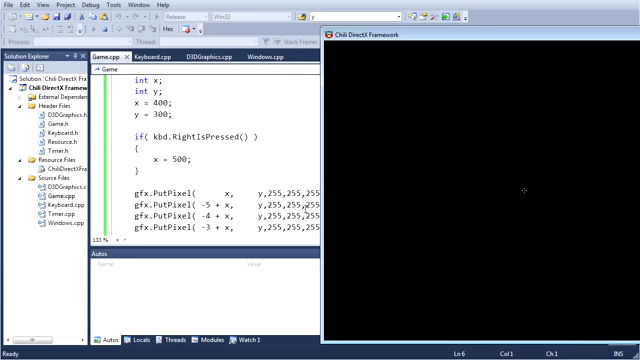 File Edit View Project Build Debug Tools Window Help
Release Win32 y
Process: Thread: Stack Frame:
Hex
Solution Explorer
Solution 'Chili DirectX Fra
Chili DirectX Framew
External Dependen
Header Files
D3DGraphics.h
Game.h
Keyboard.h
Resource.h
Timer.h
Resource Files
ChiliDirectXFra
Source Files
D3DGraphics.c
Game.cpp
Keyboard.cpp
Timer.cpp
Windows.cpp
Game.cpp Keyboard.cpp D3DGraphics.cpp Windows.cpp
Game
int x;
int y;
x = 400;
y = 300;
if( kbd.RightIsPressed() )
{
x = 500;
}
gfx.PutPixel( x, y,255,255,255
gfx.PutPixel( -5 + x, y,255,255,255
gfx.PutPixel( -4 + x, y,255,255,255
gfx.PutPixel( -3 + x, y,255,255,255
133 %
Autos
Name Value
Autos Locals Threads Modules Watch 1
Chili DirectX Framework
Ready Ln 6 Col 1 Ch 1 INS